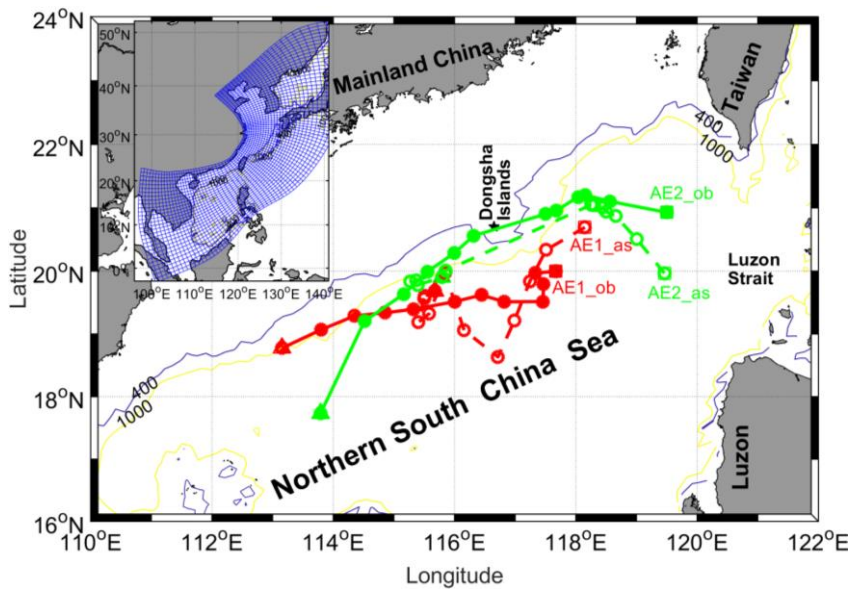 24°N
22°N
20°N
18°N
16°N
110°E
112°E
114°E
116°E
118°E
120°E
122°E
Latitude
Longitude
50°N
40°N
30°N
20°N
10°N
0°N
100°E
110°E
120°E
130°E
140°E
Mainland China
Taiwan
400
1000
Dongsha
Islands
AE2_ob
AE1_as
AE1_ob
AE2_as
Luzon
Strait
400
1000
Northern South China Sea
Luzon